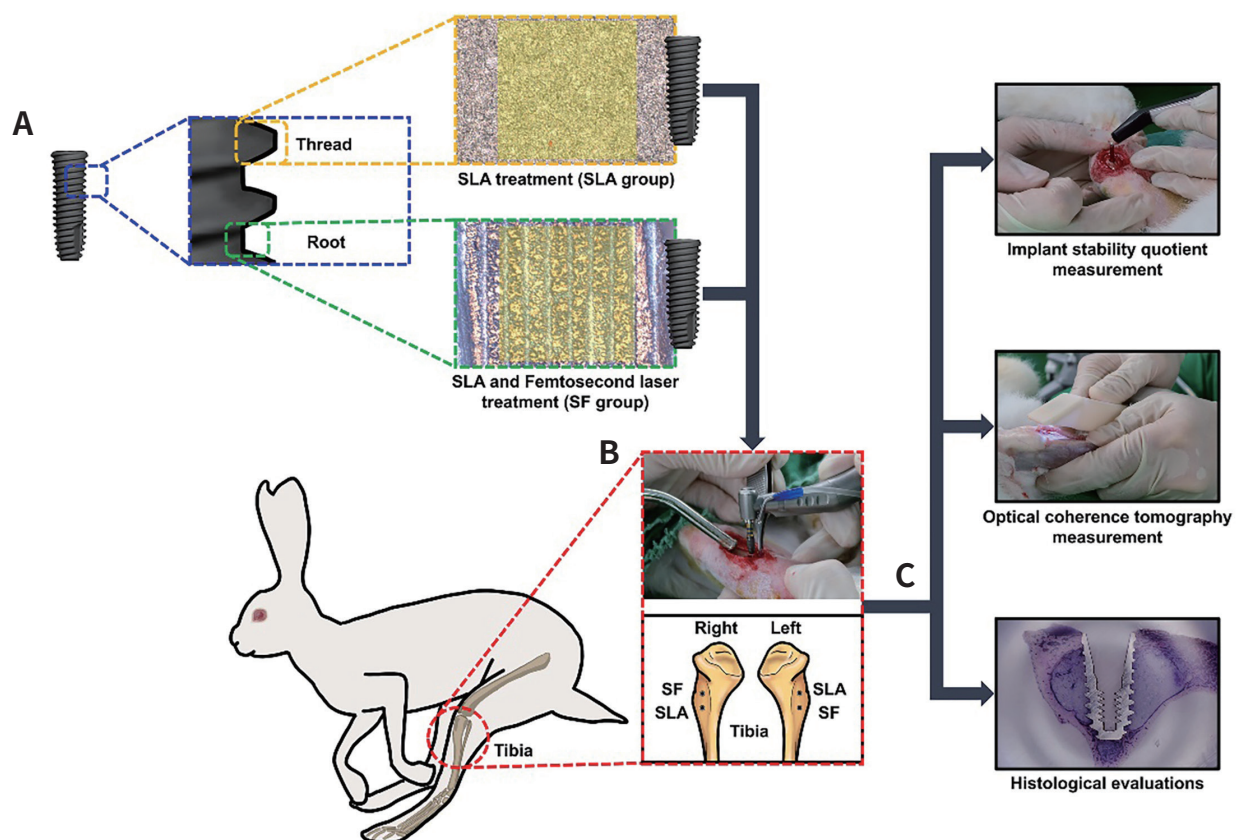 A
Thread
Root
SLA treatment (SLA group)
SLA and Femtosecond laser
treatment (SF group)
B
Right Left
SF SLA
SLA SF
Tibia
Tibia
C
Implant stability quotient
measurement
Optical coherence tomography
measurement
Histological evaluations